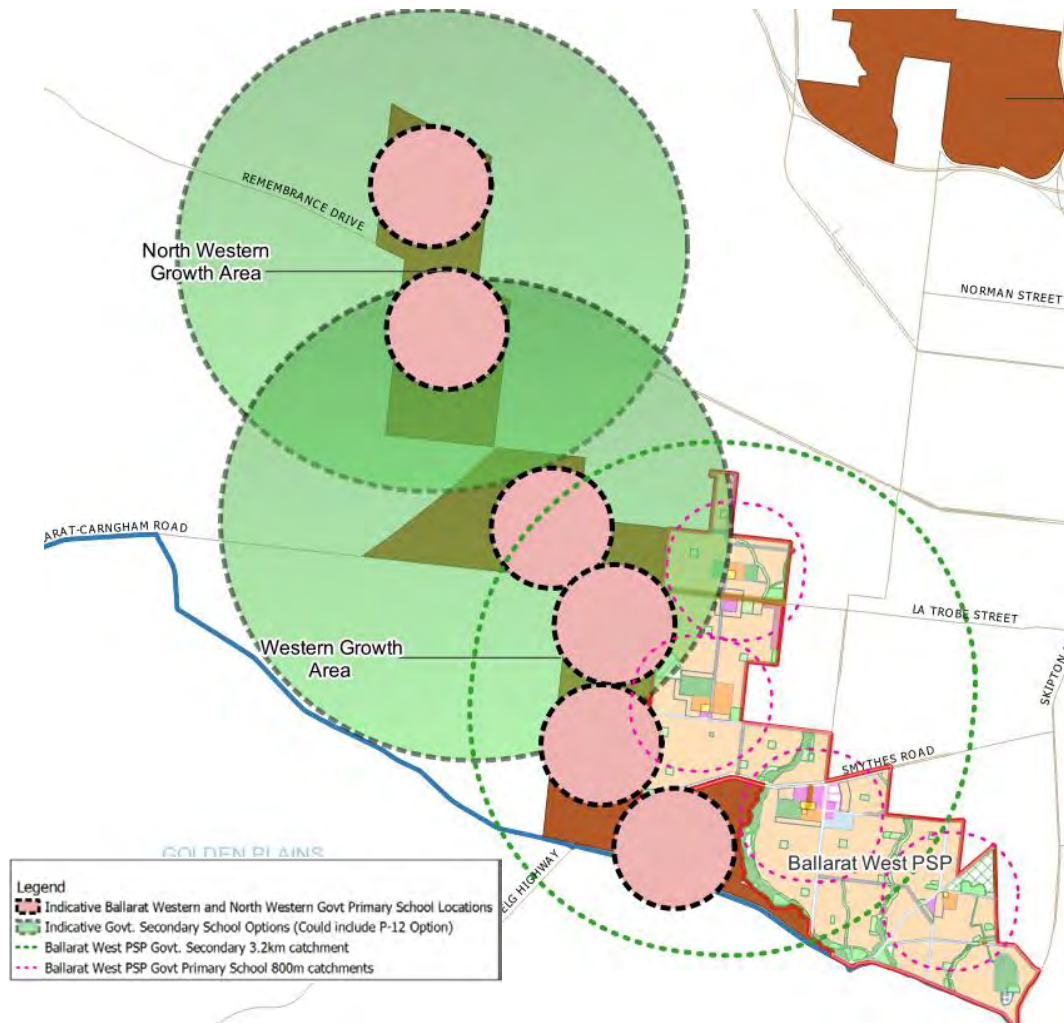 REMEMBRANCE DRIVE
North Western
Growth Area
NORMAN STREET
ARAT-CARNGHAM ROAD
LA TROBE STREET
Western Growth
Area
SKIPTON
SMYTHES ROAD
Ballarat West PSP
GOLDEN PLAINS
ELG HIGHWAY
Legend
Indicative Ballarat Western and North Western Govt Primary School Locations
Indicative Govt. Secondary School Options (Could include P-12 Option)
Ballarat West PSP Govt. Secondary 3.2km catchment
Ballarat West PSP Govt Primary School 800m catchments